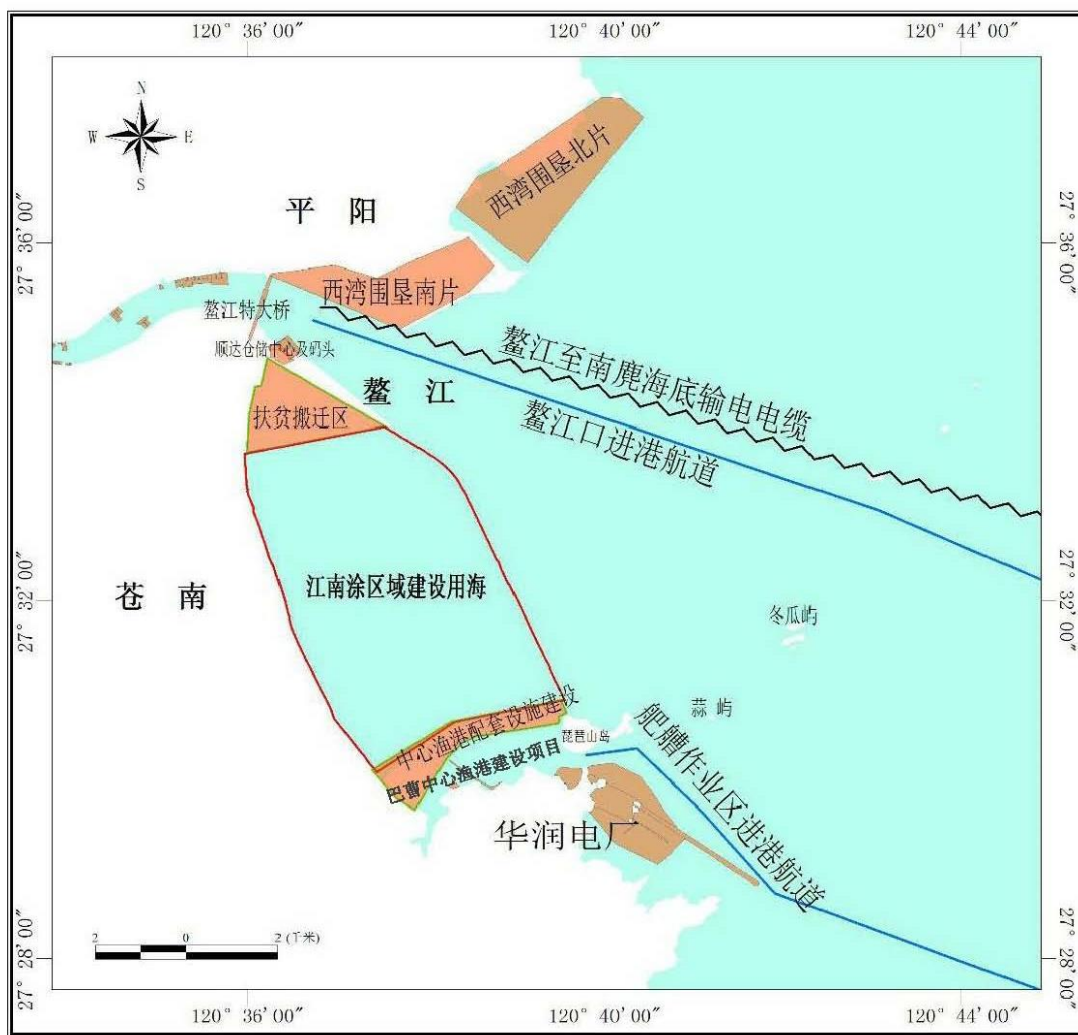 120° 36′00″
120° 40′00″
120° 44′00″
N
W
E
S
平 阳
西湾围垦北片
27° 36′00″
27° 36′00″
西湾围垦南片
鳌江特大桥
顺达仓储中心及码头
鳌 江
扶贫搬迁区
鳌江至南麂海底输电电缆
鳌江口进港航道
苍 南
江南涂区域建设用海
27° 32′00″
27° 32′00″
冬瓜屿
蒜 屿
中心渔港配套设施建设
琵琶山岛
巴曹中心渔港建设项目
肥艚作业区进港航道
华润电厂
2 0 2 (千米)
27° 28′00″
27° 28′00″
120° 36′00″
120° 40′00″
120° 44′00″